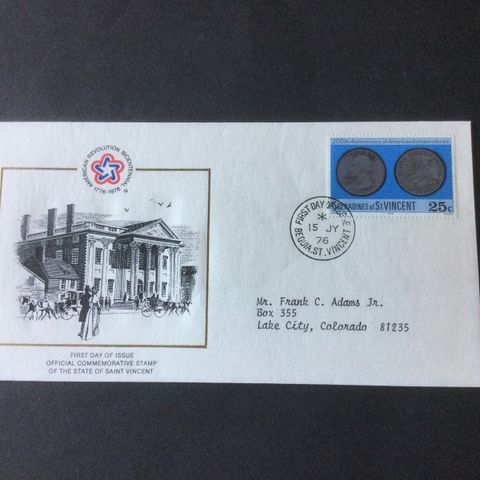 AMERICAN REVOLUTION BICENTENNIAL
1776-1976
200th Anniversary of American Independence
GRENADINES of ST VINCENT 25c
FIRST DAY
15 JY
76
BEQUIA, ST. VINCENT
Mr. Frank C. Adams Jr.
Box 355
Lake City, Colorado 81235
FIRST DAY OF ISSUE
OFFICIAL COMMEMORATIVE STAMP
OF THE STATE OF SAINT VINCENT